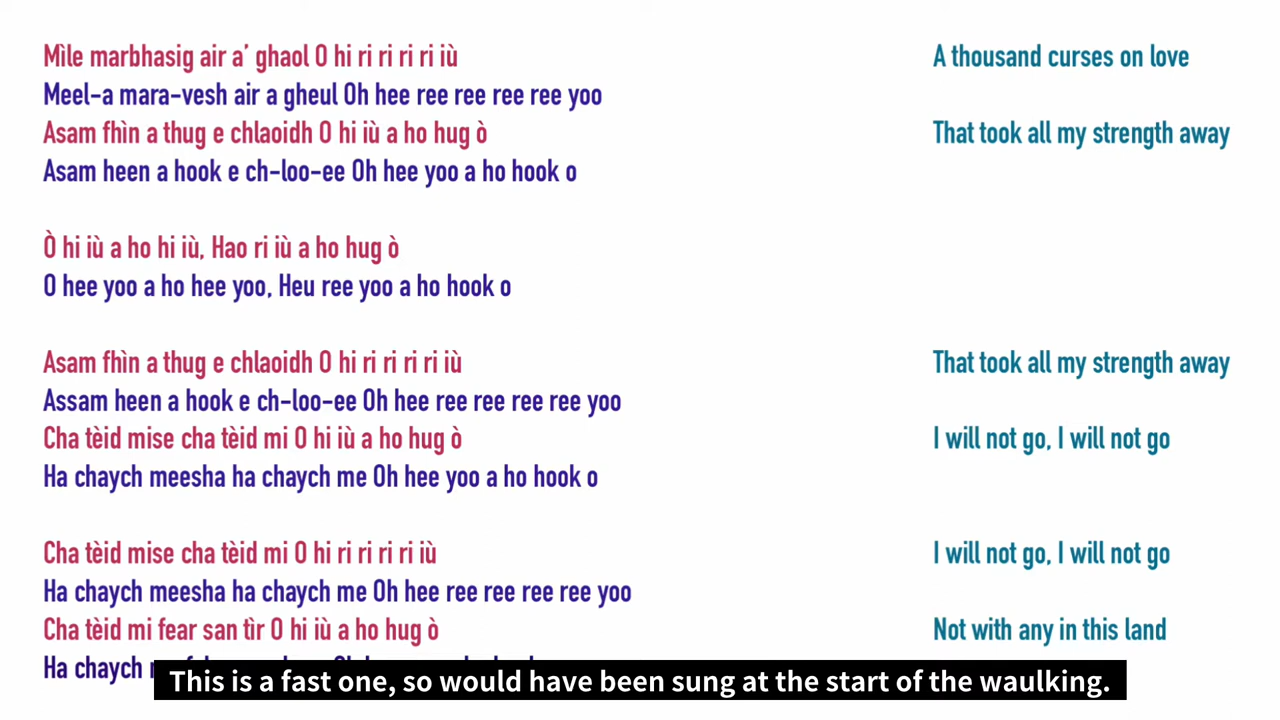 Mìle marbhasig air a’ ghaol O hi ri ri ri ri iù
A thousand curses on love
Meel-a mara-vesh air a gheul Oh hee ree ree ree ree yoo
Asam fhìn a thug e chlaoidh O hi iù a ho hug ò
That took all my strength away
Asam heen a hook e ch-loo-ee Oh hee yoo a ho hook o
Ò hi iù a ho hi iù, Hao ri iù a ho hug ò
O hee yoo a ho hee yoo, Heu ree yoo a ho hook o
Asam fhìn a thug e chlaoidh O hi ri ri ri ri iù
That took all my strength away
Assam heen a hook e ch-loo-ee Oh hee ree ree ree ree yoo
Cha tèid mise cha tèid mi O hi iù a ho hug ò
I will not go, I will not go
Ha chaych meesha ha chaych me Oh hee yoo a ho hook o
Cha tèid mise cha tèid mi O hi ri ri ri ri iù
I will not go, I will not go
Ha chaych meesha ha chaych me Oh hee ree ree ree ree yoo
Cha tèid mi fear san tìr O hi iù a ho hug ò
Not with any in this land
Ha chaych
This is a fast one, so would have been sung at the start of the waulking.